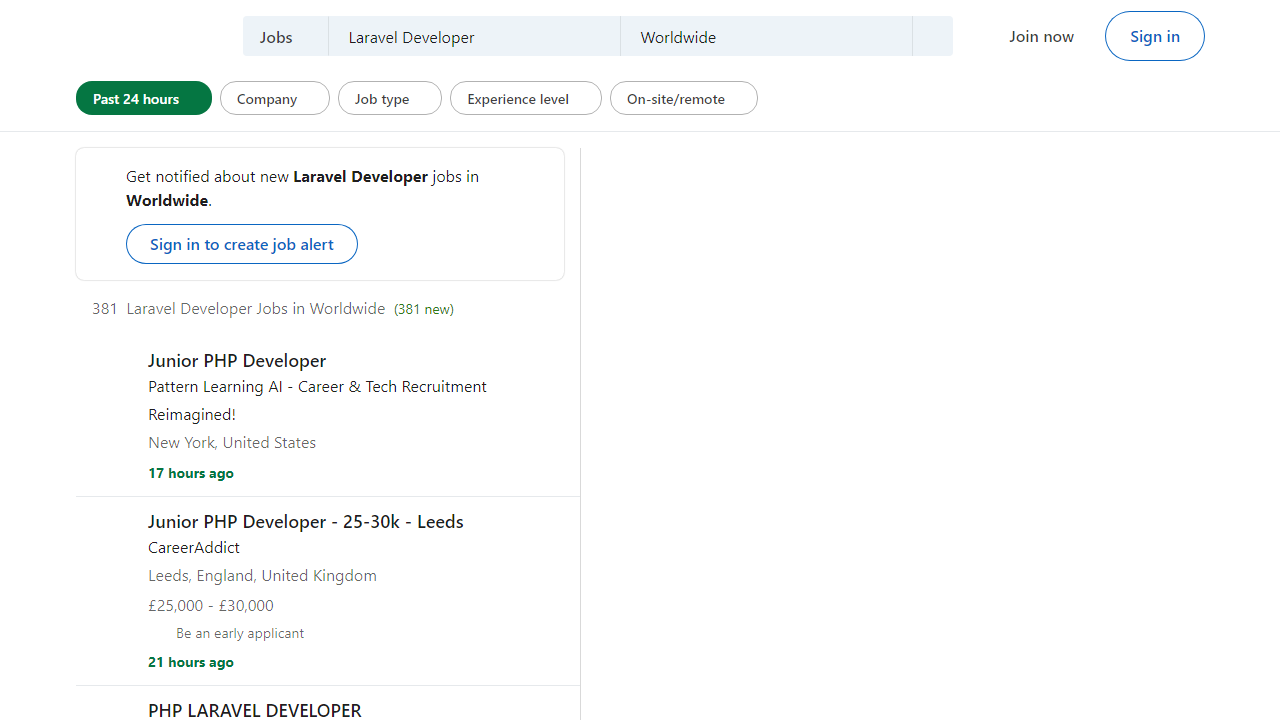 Jobs
Laravel Developer
Worldwide
Join now
Sign in
Past 24 hours
Company
Job type
Experience level
On-site/remote
Get notified about new Laravel Developer jobs in
Worldwide.
Sign in to create job alert
381 Laravel Developer Jobs in Worldwide (381 new)
Junior PHP Developer
Pattern Learning AI - Career & Tech Recruitment
Reimagined!
New York, United States
17 hours ago
Junior PHP Developer - 25-30k - Leeds
CareerAddict
Leeds, England, United Kingdom
£25,000 - £30,000
Be an early applicant
21 hours ago
PHP LARAVEL DEVELOPER